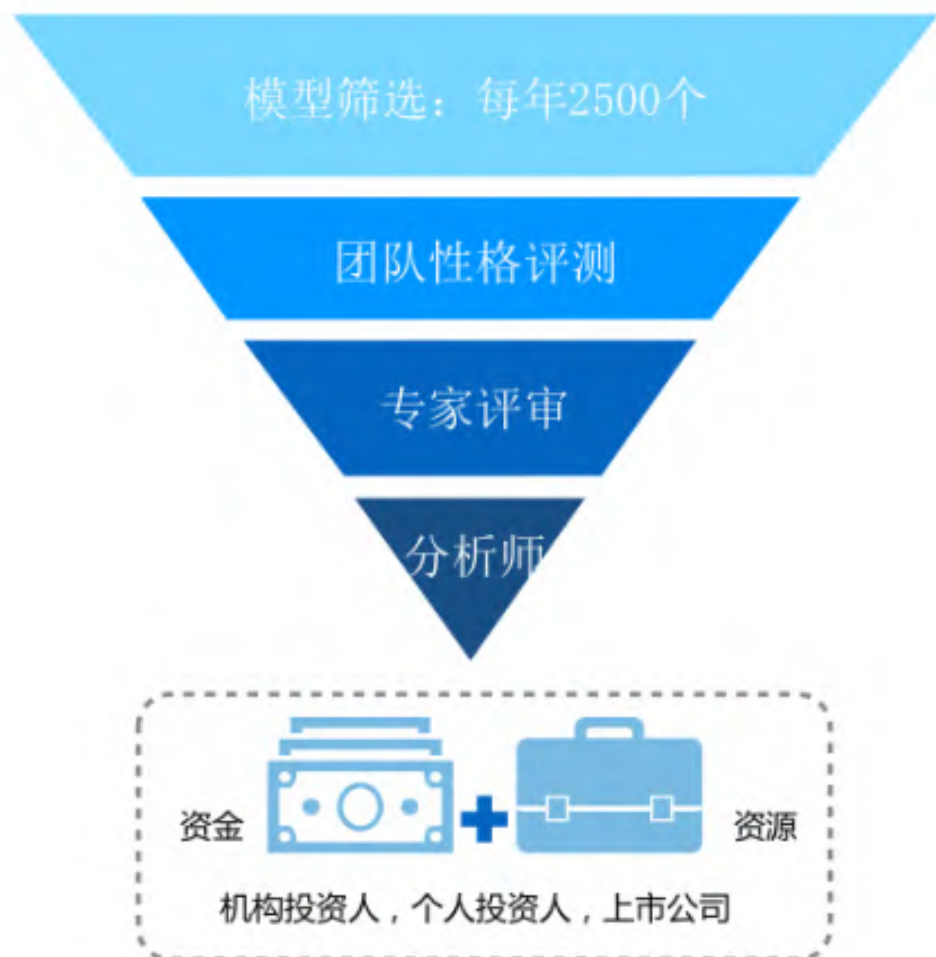 模型筛选：每年2500个
团队性格评测
专家评审
分析师
资金
资源
机构投资人，个人投资人，上市公司